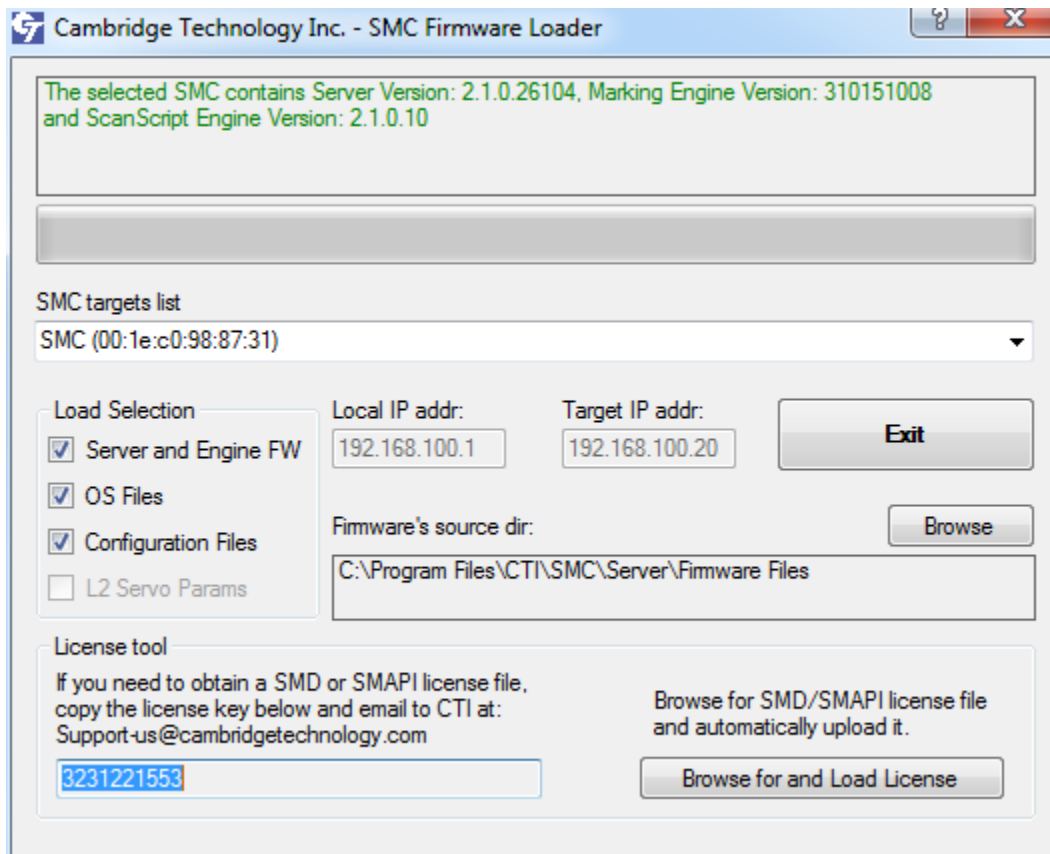 Cambridge Technology Inc. - SMC Firmware Loader
The selected SMC contains Server Version: 2.1.0.26104, Marking Engine Version: 310151008
and ScanScript Engine Version: 2.1.0.10
SMC targets list
SMC (00:1e:c0:98:87:31)
Load Selection
Server and Engine FW
OS Files
Configuration Files
L2 Servo Params
Local IP addr:
192.168.100.1
Target IP addr:
192.168.100.20
Exit
Firmware's source dir:
Browse
C:\Program Files\CTI\SMC\Server\Firmware Files
License tool
If you need to obtain a SMD or SMAPI license file,
copy the license key below and email to CTI at:
Support-us@cambridgetechnology.com
3231221553
Browse for SMD/SMAPI license file
and automatically upload it.
Browse for and Load License